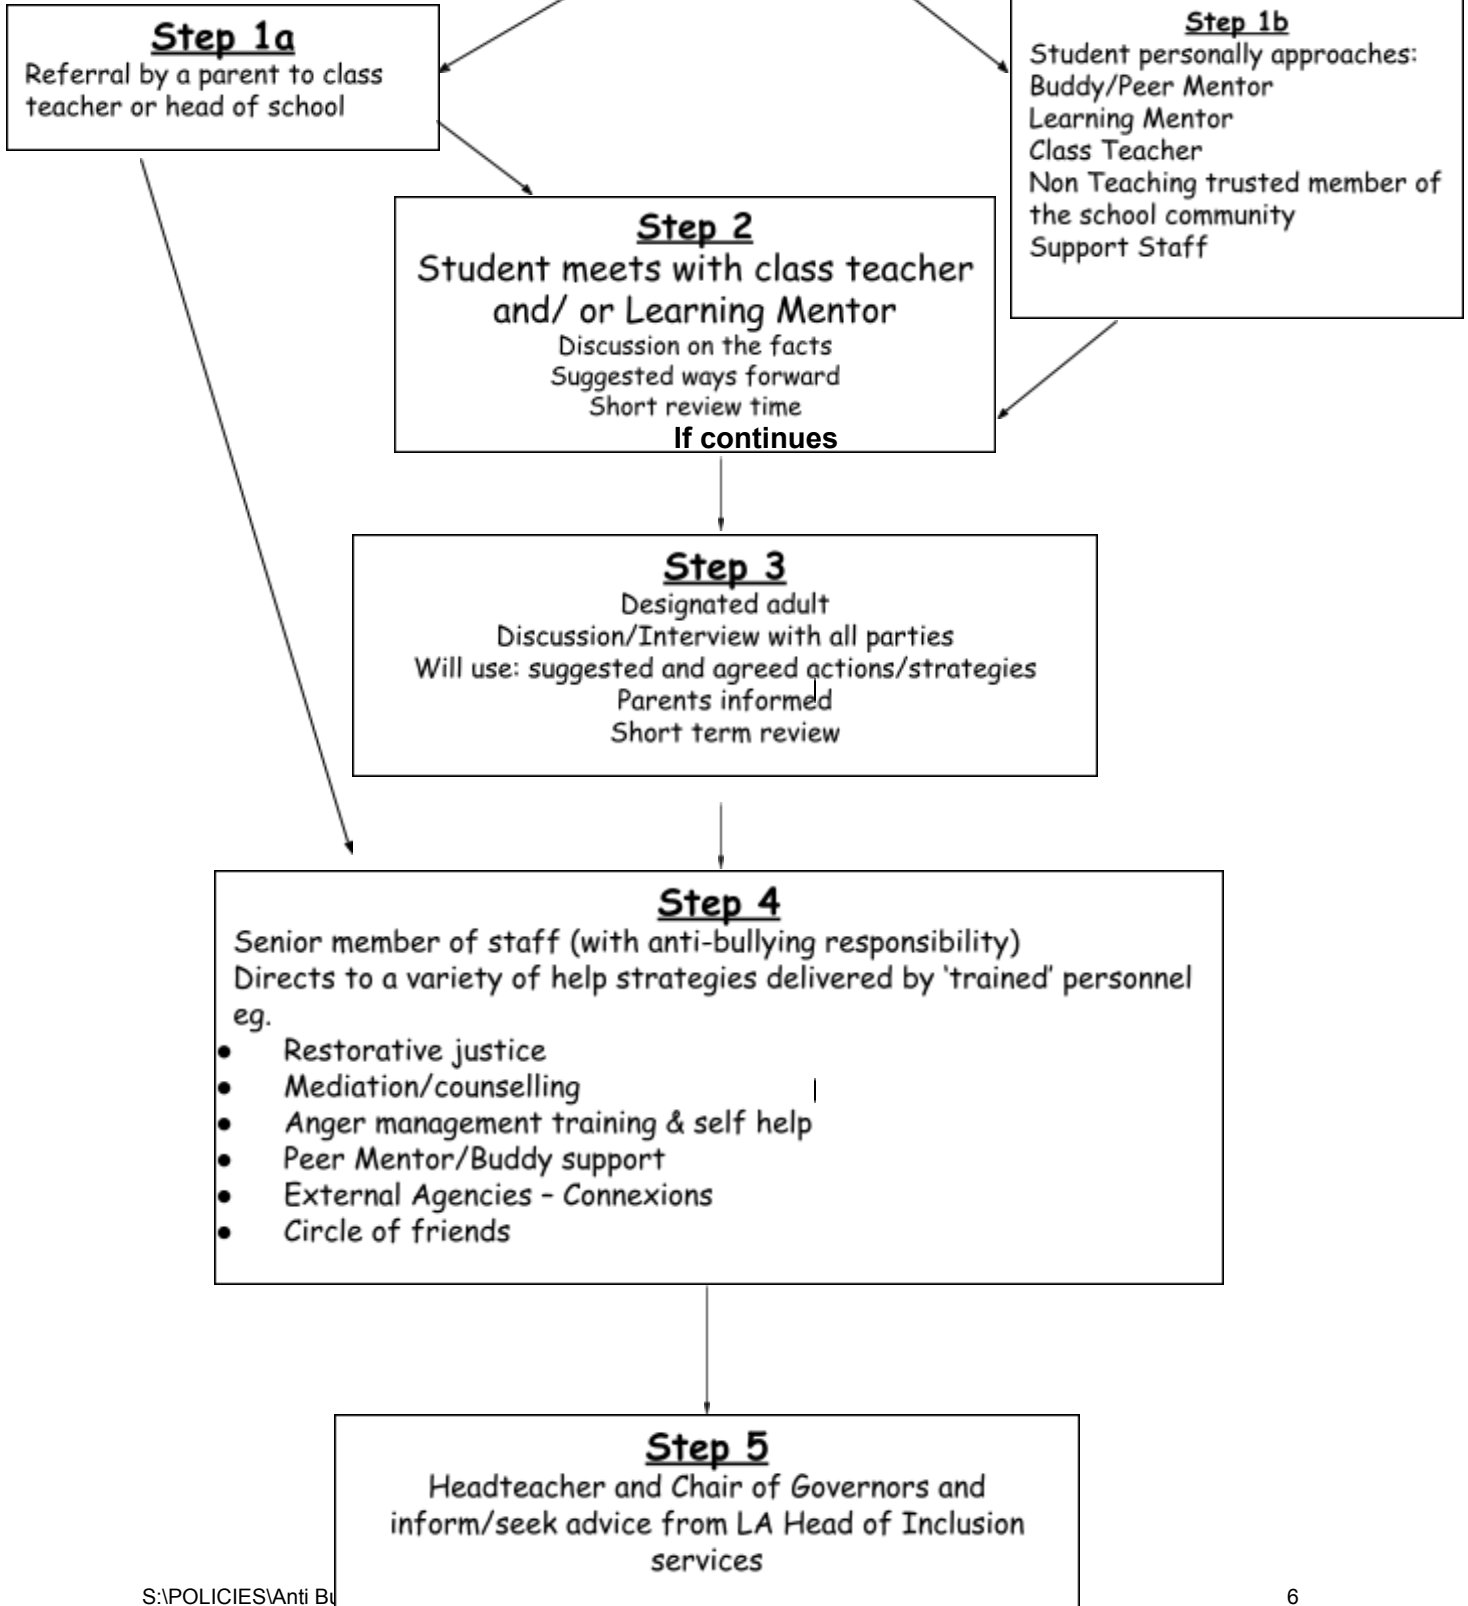 Step 1a
Referral by a parent to class
teacher or head of school
Step 1b
Student personally approaches:
Buddy/Peer Mentor
Learning Mentor
Class Teacher
Non Teaching trusted member of
the school community
Support Staff
Step 2
Student meets with class teacher
and/ or Learning Mentor
Discussion on the facts
Suggested ways forward
Short review time
If continues
Step 3
Designated adult
Discussion/Interview with all parties
Will use: suggested and agreed actions/strategies
Parents informed
Short term review
Step 4
Senior member of staff (with anti-bullying responsibility)
Directs to a variety of help strategies delivered by ‘trained’ personnel
eg.
● Restorative justice
● Mediation/counselling
● Anger management training & self help
● Peer Mentor/Buddy support
● External Agencies – Connexions
● Circle of friends
Step 5
Headteacher and Chair of Governors and
inform/seek advice from LA Head of Inclusion
services
S:\POLICIES\Anti
6